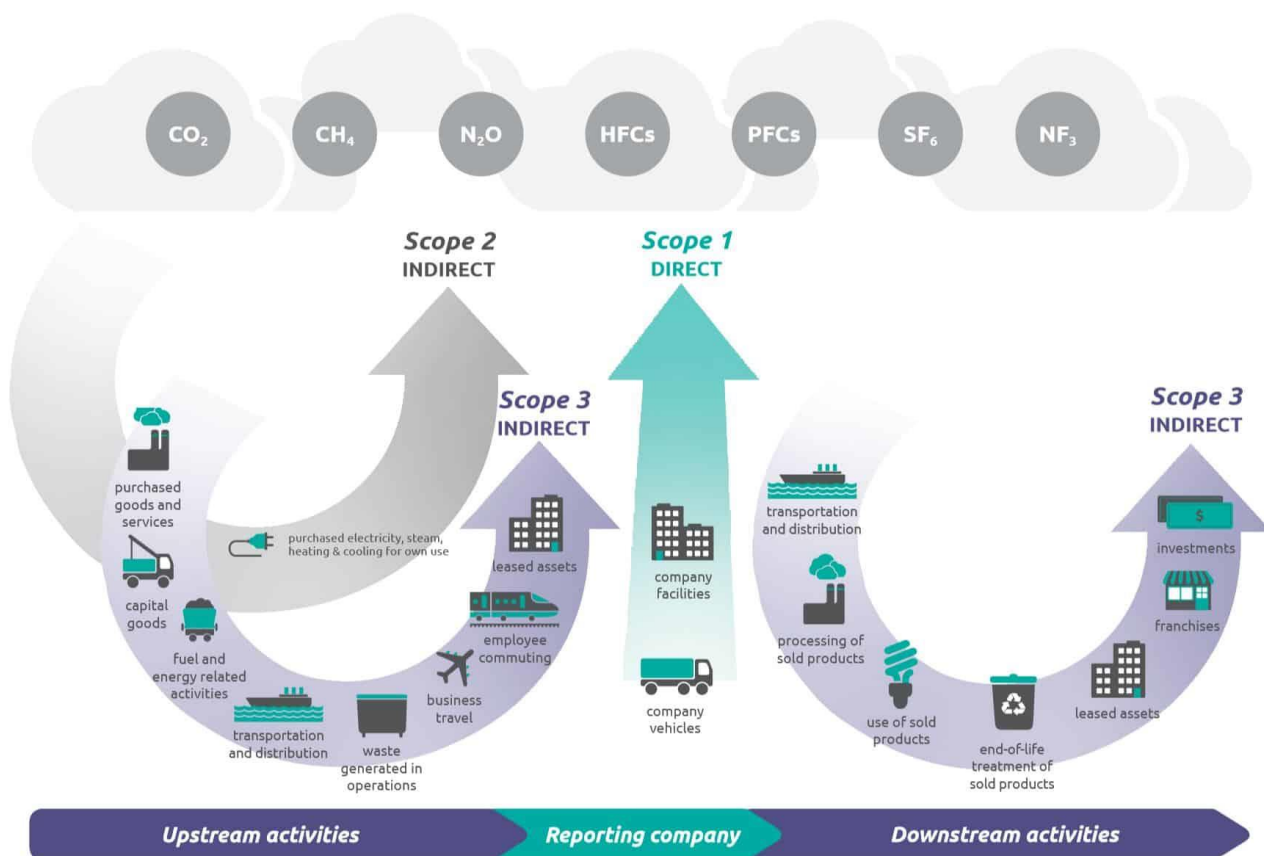 CO₂
CH₄
N₂O
HFCs
PFCs
SF₆
NF₃
Scope 2
INDIRECT
Scope 1
DIRECT
Scope 3
INDIRECT
Scope 3
INDIRECT
purchased
goods and
services
capital
goods
fuel and
energy related
activities
transportation
and distribution
waste
generated in
operations
business
travel
employee
commuting
leased assets
purchased electricity, steam,
heating & cooling for own use
company
facilities
company
vehicles
transportation
and distribution
processing of
sold products
use of sold
products
end-of-life
treatment of
sold products
leased assets
franchises
$
investments
Upstream activities
Reporting company
Downstream activities